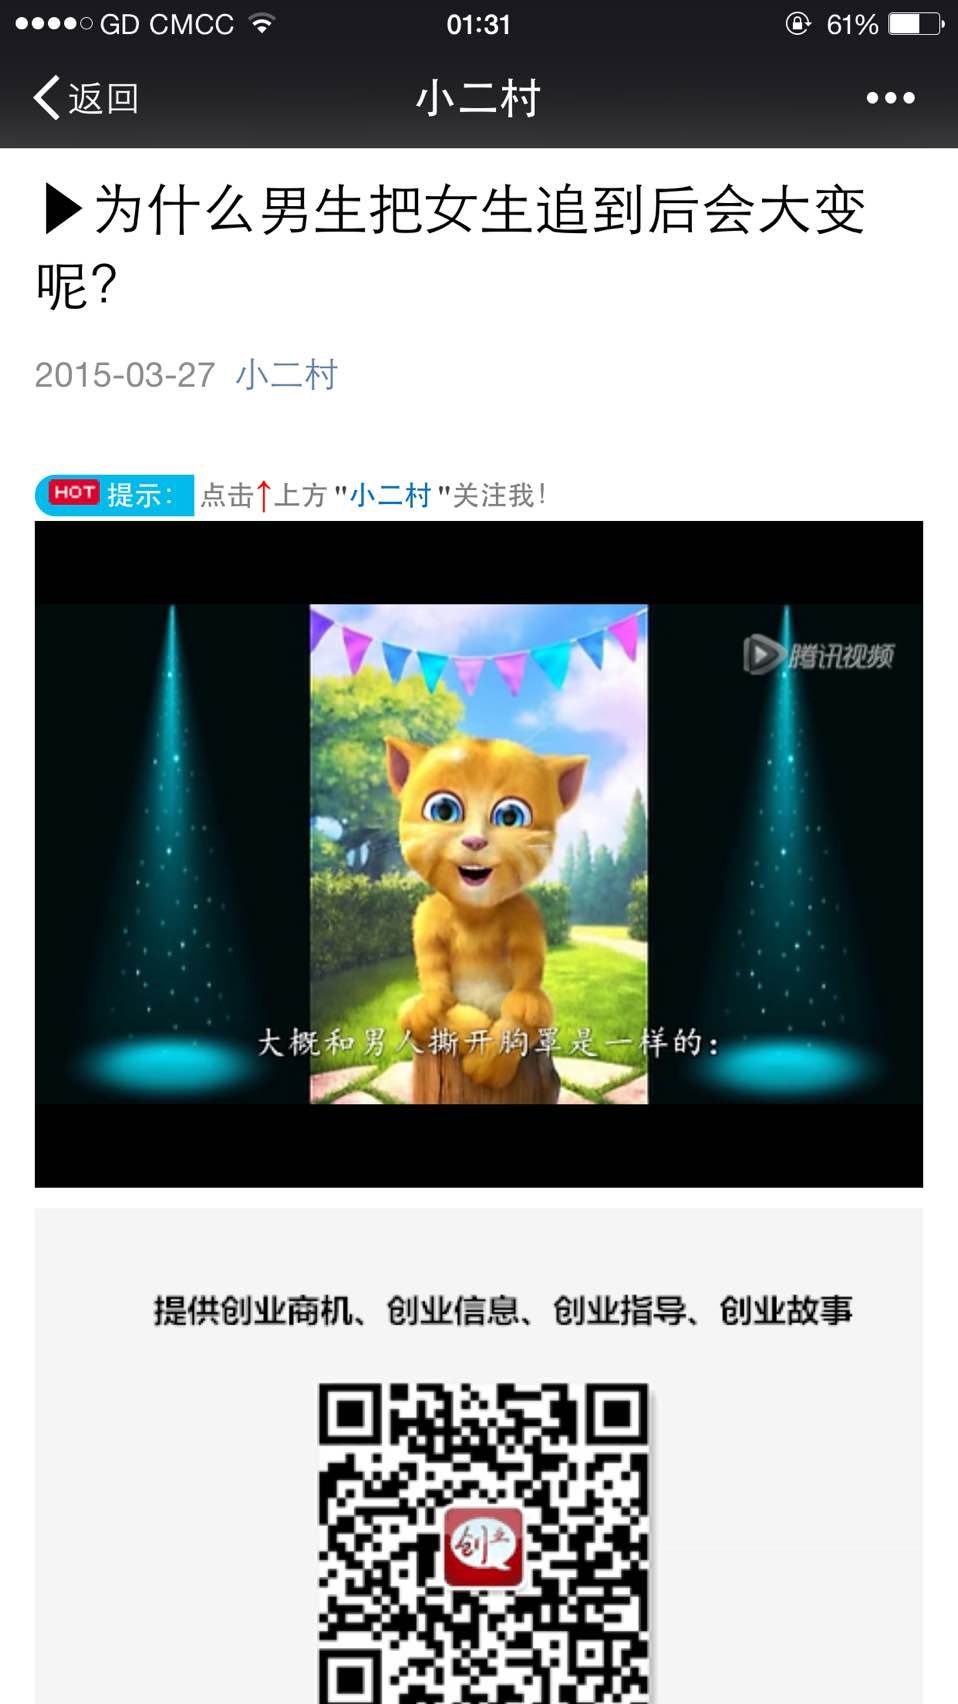 GD CMCC 01:31 61%
返回 小二村
▶为什么男生把女生追到后会大变
呢?
2015-03-27 小二村
HOT 提示: 点击↑上方"小二村"关注我!
腾讯视频
大概和男人撕开胸罩是一样的:
提供创业商机、创业信息、创业指导、创业故事
创业